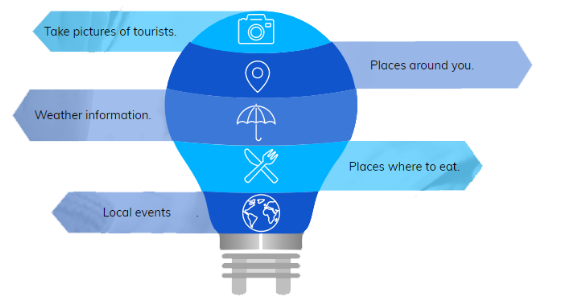 Take pictures of tourists.
Places around you.
Weather information.
Places where to eat.
Local events